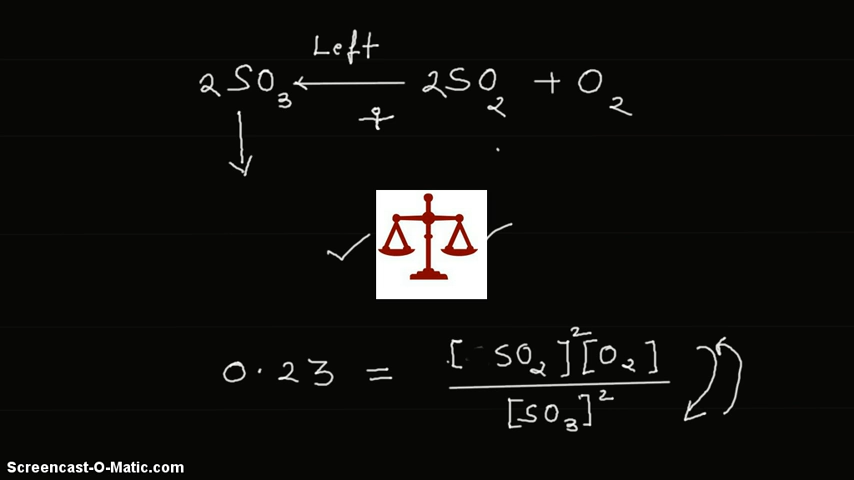 Left
2SO₃ ← 2SO₂ + O₂
0.23 = [SO₂]²[O₂]
[SO₃]²
Screencast-O-Matic.com